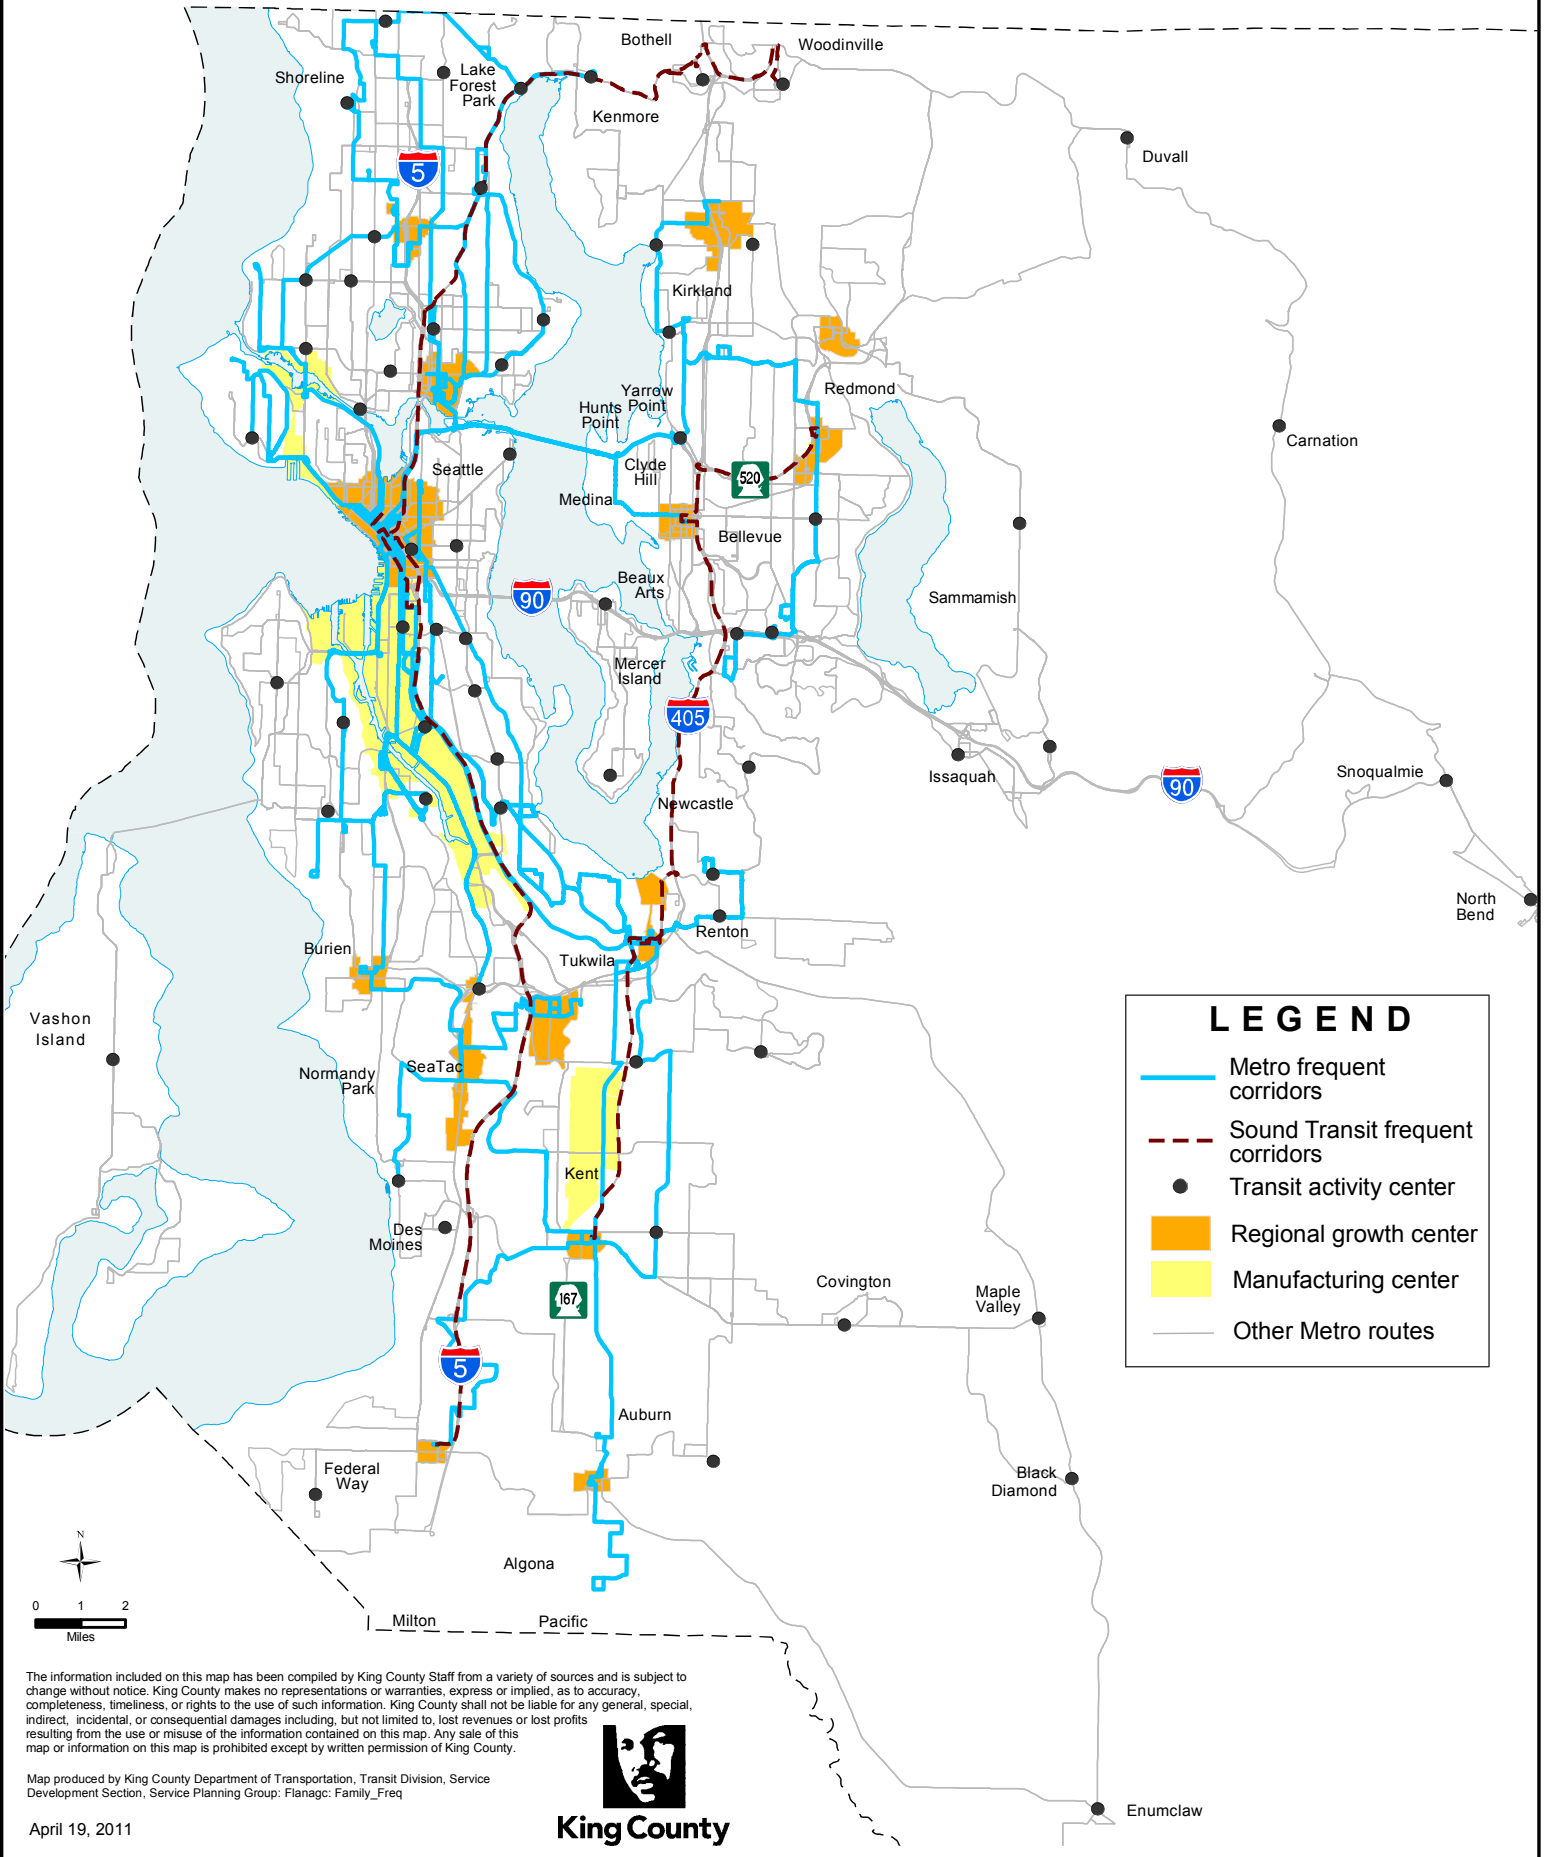 Bothell
Woodinville
Shoreline
Lake
Forest
Park
Kenmore
Duvall
5
Kirkland
Redmond
Yarrow
Point
Hunts
Point
Carnation
Seattle
Clyde
Hill
520
Medina
Bellevue
Beaux
Arts
90
Sammamish
Mercer
Island
405
Issaquah
Snoqualmie
90
Newcastle
North
Bend
Renton
Burien
Tukwila
Vashon
Island
SeaTac
Normandy
Park
Kent
Des
Moines
Covington
Maple
Valley
167
5
Auburn
Federal
Way
Black
Diamond
Algona
Milton
Pacific
Enumclaw
LEGEND
Metro frequent
corridors
Sound Transit frequent
corridors
Transit activity center
Regional growth center
Manufacturing center
Other Metro routes
N
0 1 2
Miles
The information included on this map has been compiled by King County Staff from a variety of sources and is subject to
change without notice. King County makes no representations or warranties, express or implied, as to accuracy,
completeness, timeliness, or rights to the use of such information. King County shall not be liable for any general, special,
indirect, incidental, or consequential damages including, but not limited to, lost revenues or lost profits
resulting from the use or misuse of the information contained on this map. Any sale of this
map or information on this map is prohibited except by written permission of King County.
Map produced by King County Department of Transportation, Transit Division, Service
Development Section, Service Planning Group: Flanagc: Family_Freq
April 19, 2011
King County